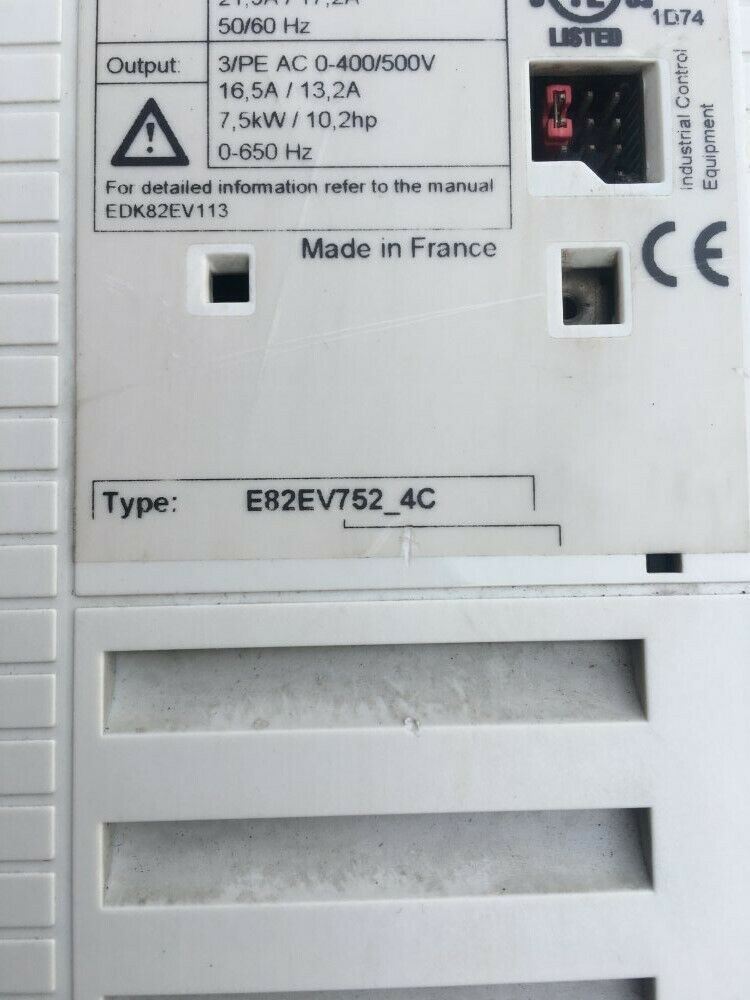 50/60 Hz
1D74
LISTED
Output: 3/PE AC 0-400/500V
16,5A / 13,2A
7,5kW / 10,2hp
0-650 Hz
Industrial Control
Equipment
For detailed information refer to the manual
EDK82EV113
Made in France
CE
Type: E82EV752_4C